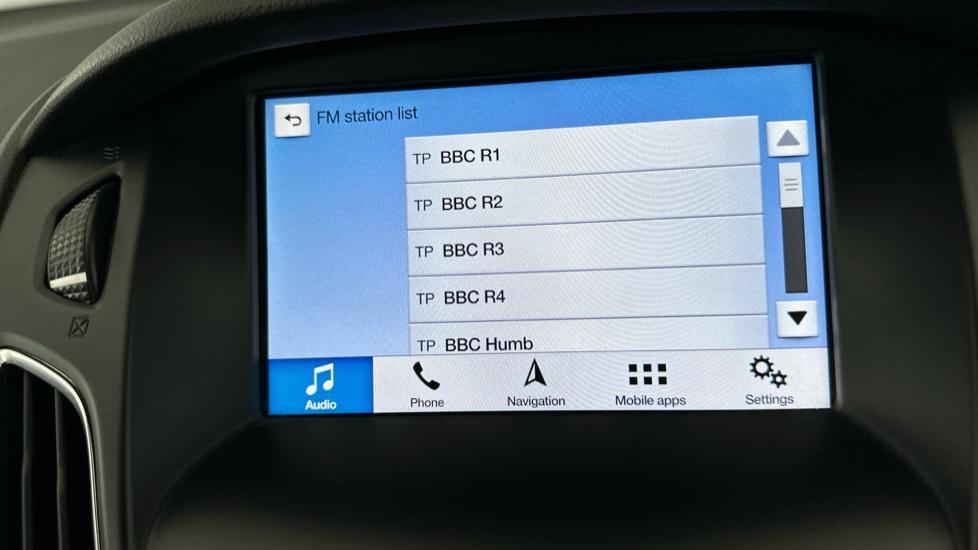 FM station list
TP BBC R1
TP BBC R2
TP BBC R3
TP BBC R4
TP BBC Humb
Audio Phone Navigation Mobile apps Settings